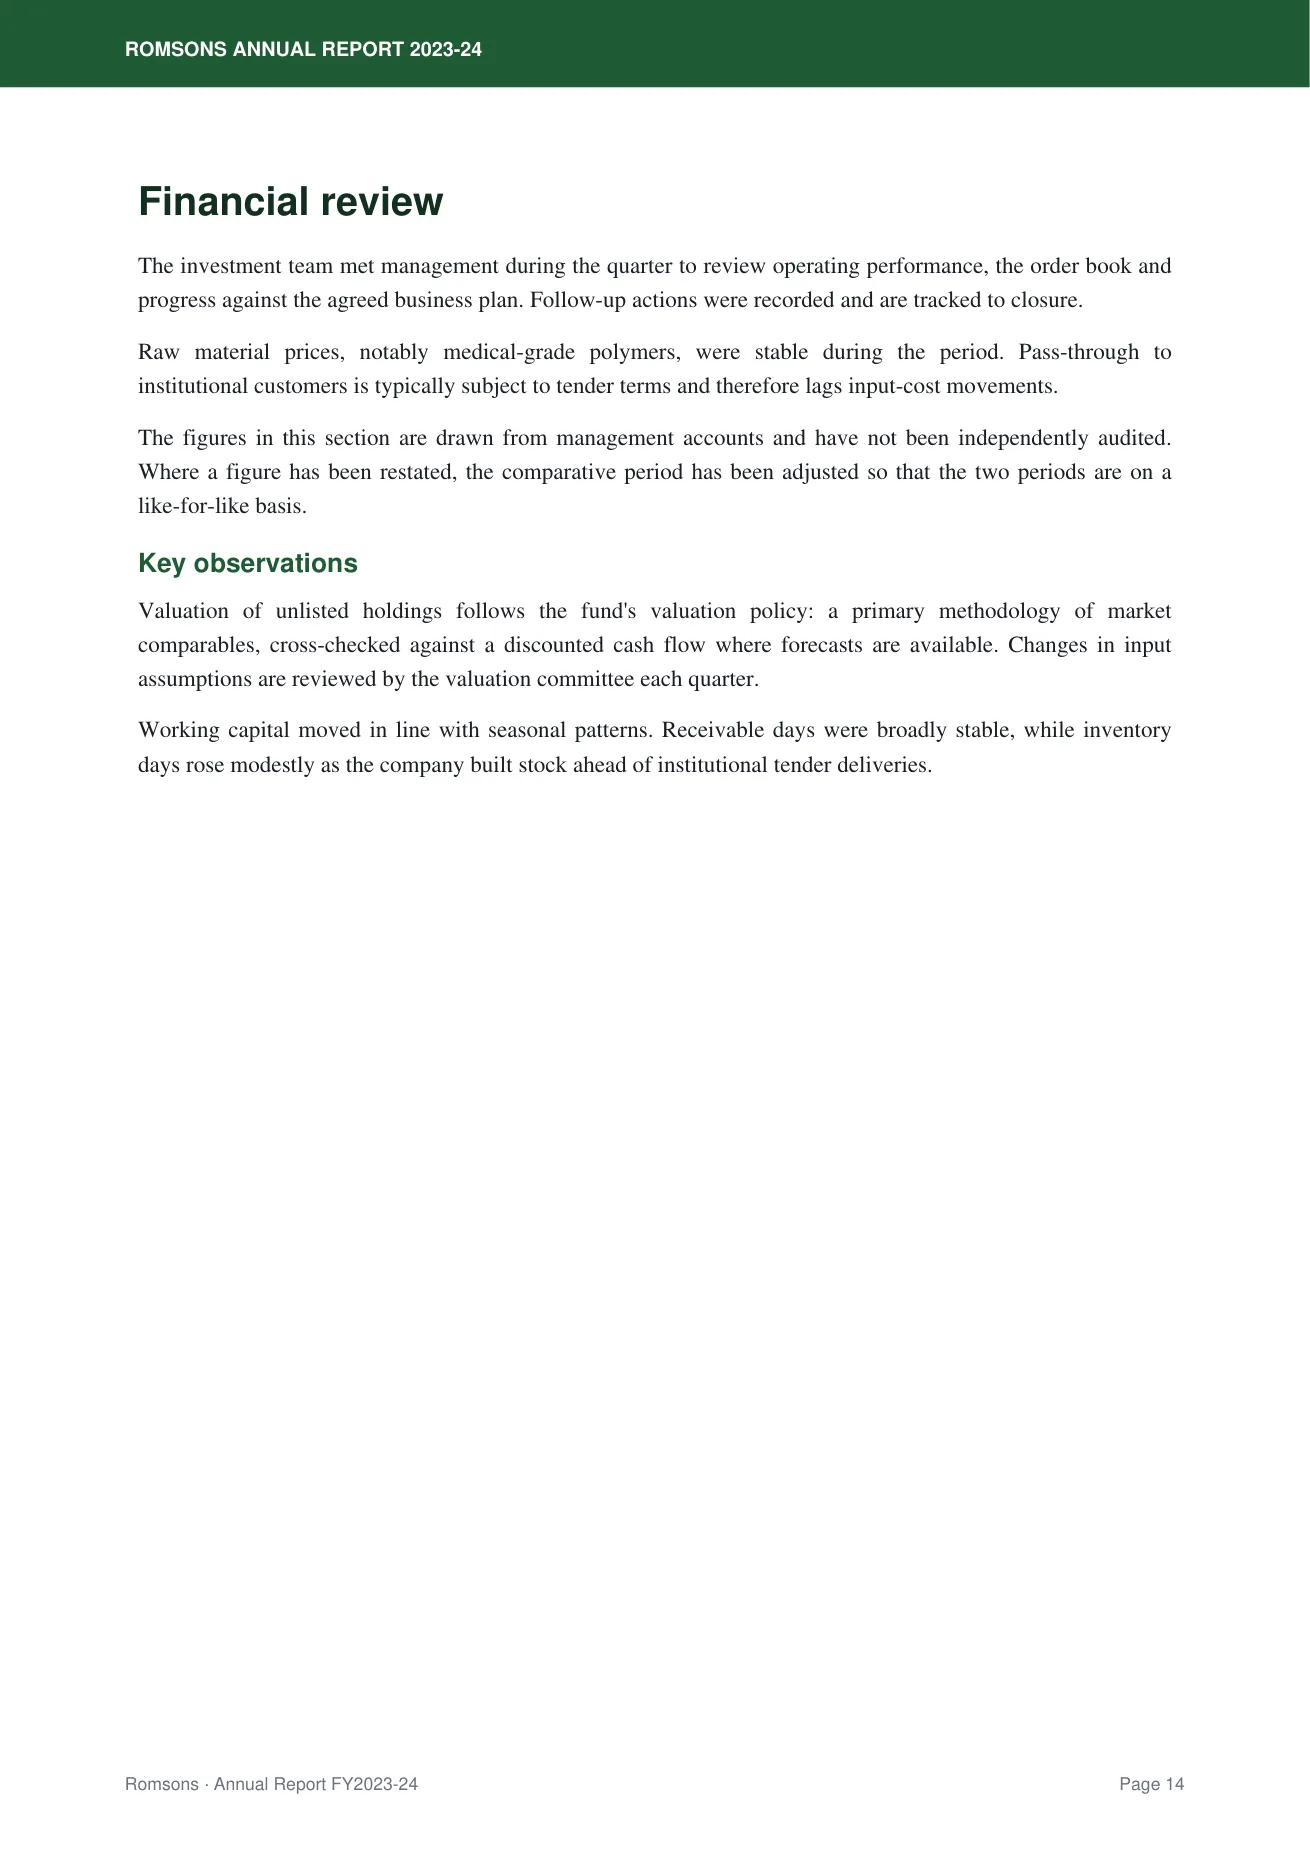 ROMSONS ANNUAL REPORT 2023-24
Financial review
The investment team met management during the quarter to review operating performance, the order book and
progress against the agreed business plan. Follow-up actions were recorded and are tracked to closure.
Raw material prices, notably medical-grade polymers, were stable during the period. Pass-through to
institutional customers is typically subject to tender terms and therefore lags input-cost movements.
The figures in this section are drawn from management accounts and have not been independently audited.
Where a figure has been restated, the comparative period has been adjusted so that the two periods are on a
like-for-like basis.
Key observations
Valuation of unlisted holdings follows the fund's valuation policy: a primary methodology of market
comparables, cross-checked against a discounted cash flow where forecasts are available. Changes in input
assumptions are reviewed by the valuation committee each quarter.
Working capital moved in line with seasonal patterns. Receivable days were broadly stable, while inventory
days rose modestly as the company built stock ahead of institutional tender deliveries.
Romsons · Annual Report FY2023-24
Page 14